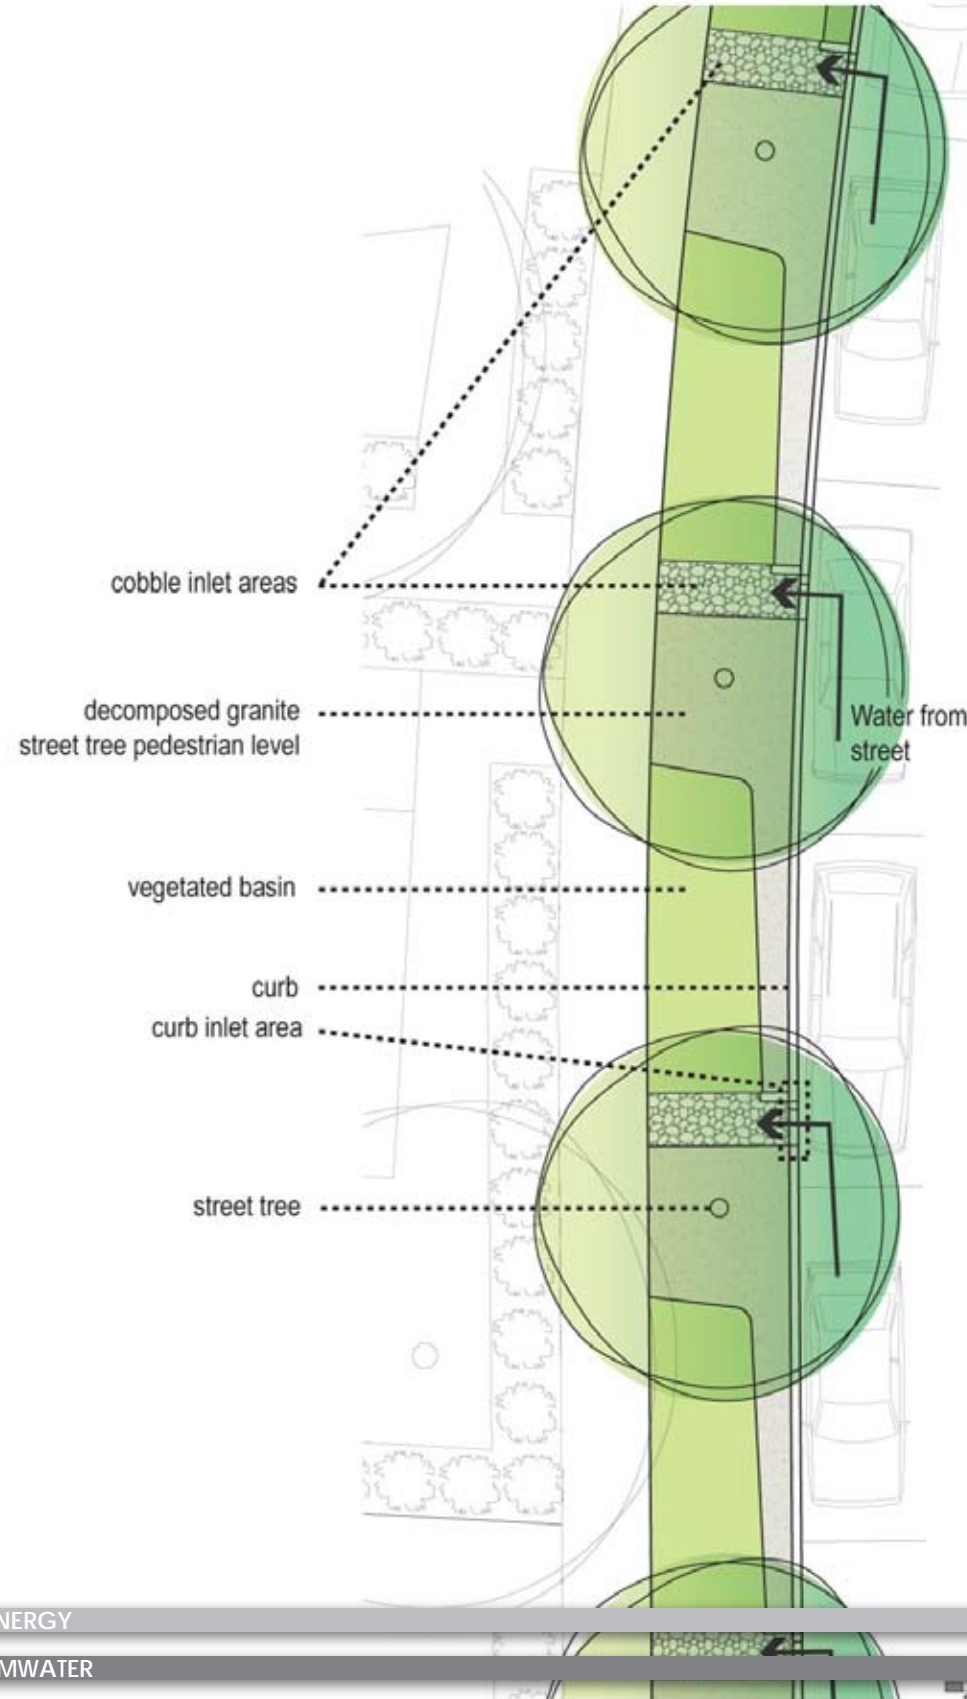 cobble inlet areas
decomposed granite
street tree pedestrian level
Water from
street
vegetated basin
curb
curb inlet area
street tree
NERGY
MWATER